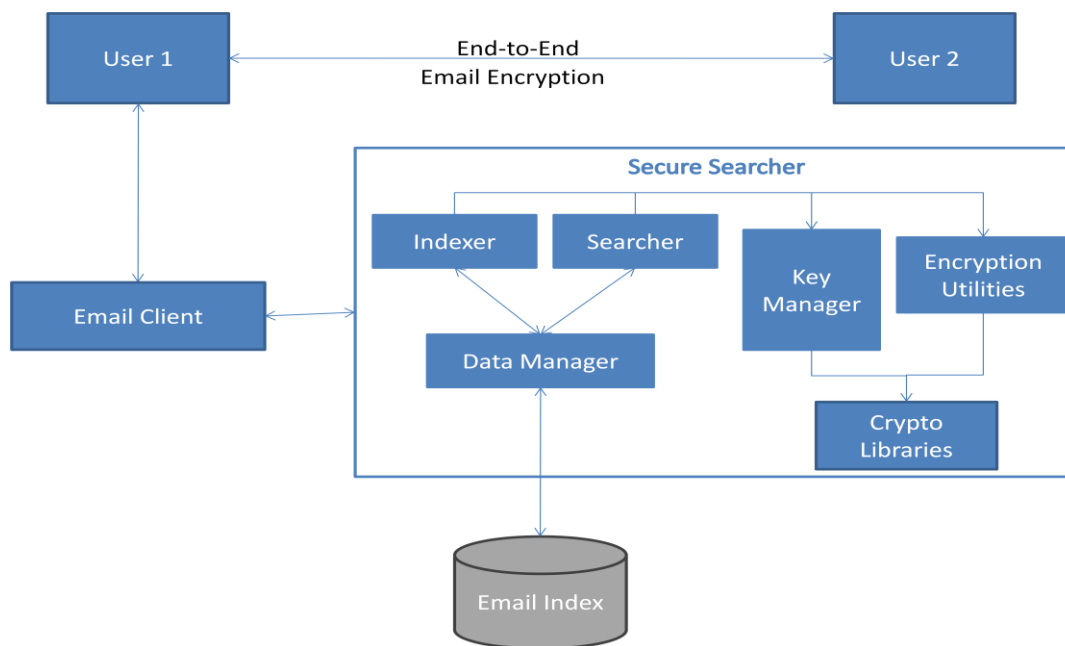 User 1
End-to-End
Email Encryption
User 2
Secure Searcher
Indexer
Searcher
Key
Manager
Encryption
Utilities
Email Client
Data Manager
Crypto
Libraries
Email Index